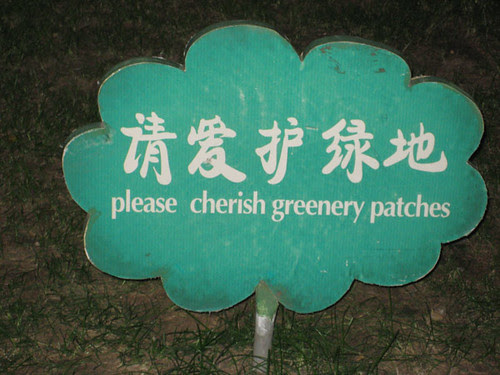 请爱护绿地
please cherish greenery patches